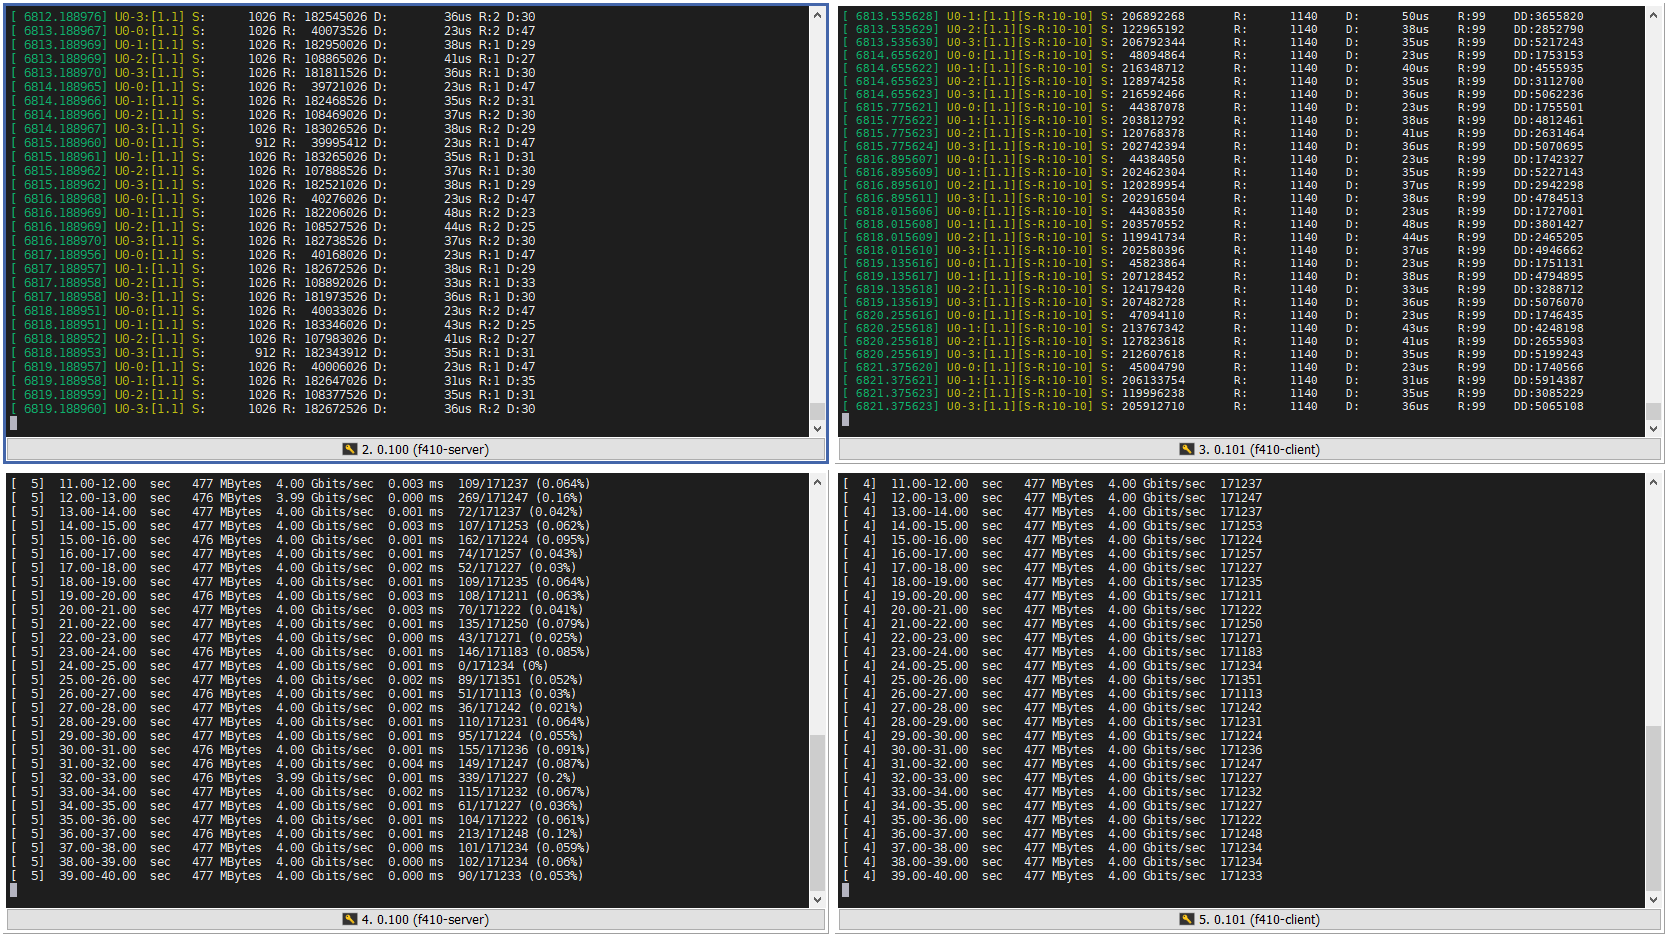 [ 6812.188976] U0-3:[1.1] S: 1026 R: 182545026 D: 36us R:2 D:30
[ 6813.188967] U0-0:[1.1] S: 1026 R: 40073526 D: 23us R:2 D:47
[ 6813.188969] U0-1:[1.1] S: 1026 R: 182950026 D: 38us R:1 D:29
[ 6813.188969] U0-2:[1.1] S: 1026 R: 108865026 D: 41us R:1 D:27
[ 6813.188970] U0-3:[1.1] S: 1026 R: 181811526 D: 36us R:1 D:30
[ 6814.188965] U0-0:[1.1] S: 1026 R: 39721026 D: 23us R:1 D:47
[ 6814.188966] U0-1:[1.1] S: 1026 R: 182468526 D: 35us R:2 D:31
[ 6814.188966] U0-2:[1.1] S: 1026 R: 108469026 D: 37us R:2 D:30
[ 6814.188967] U0-3:[1.1] S: 1026 R: 183026526 D: 38us R:2 D:29
[ 6815.188960] U0-0:[1.1] S: 912 R: 39995412 D: 23us R:1 D:47
[ 6815.188961] U0-1:[1.1] S: 1026 R: 183265026 D: 35us R:1 D:31
[ 6815.188962] U0-2:[1.1] S: 1026 R: 107888526 D: 37us R:1 D:30
[ 6815.188962] U0-3:[1.1] S: 1026 R: 182521026 D: 38us R:1 D:29
[ 6816.188968] U0-0:[1.1] S: 1026 R: 40276026 D: 23us R:2 D:47
[ 6816.188969] U0-1:[1.1] S: 1026 R: 182206026 D: 48us R:2 D:23
[ 6816.188969] U0-2:[1.1] S: 1026 R: 108527526 D: 44us R:2 D:25
[ 6816.188970] U0-3:[1.1] S: 1026 R: 182738526 D: 37us R:2 D:30
[ 6817.188956] U0-0:[1.1] S: 1026 R: 40168026 D: 23us R:1 D:47
[ 6817.188957] U0-1:[1.1] S: 1026 R: 182672526 D: 38us R:1 D:29
[ 6817.188958] U0-2:[1.1] S: 1026 R: 108892026 D: 33us R:1 D:33
[ 6817.188958] U0-3:[1.1] S: 1026 R: 181973526 D: 36us R:1 D:30
[ 6818.188951] U0-0:[1.1] S: 1026 R: 40033026 D: 23us R:2 D:47
[ 6818.188951] U0-1:[1.1] S: 1026 R: 183346026 D: 43us R:2 D:25
[ 6818.188952] U0-2:[1.1] S: 1026 R: 107983026 D: 41us R:2 D:27
[ 6818.188953] U0-3:[1.1] S: 912 R: 182343912 D: 35us R:1 D:31
[ 6819.188957] U0-0:[1.1] S: 1026 R: 40006026 D: 23us R:1 D:47
[ 6819.188958] U0-1:[1.1] S: 1026 R: 182647026 D: 31us R:1 D:35
[ 6819.188959] U0-2:[1.1] S: 1026 R: 108377526 D: 35us R:1 D:31
[ 6819.188960] U0-3:[1.1] S: 1026 R: 182672526 D: 36us R:2 D:30
2. 0.100 (f410-server)
[ 6813.535628] U0-1:[1.1][S-R:10-10] S: 206892268 R: 1140 D: 50us R:99 DD:3655820
[ 6813.535629] U0-2:[1.1][S-R:10-10] S: 122965192 R: 1140 D: 38us R:99 DD:2852790
[ 6813.535630] U0-3:[1.1][S-R:10-10] S: 206792344 R: 1140 D: 35us R:99 DD:5217243
[ 6814.655620] U0-0:[1.1][S-R:10-10] S: 48094864 R: 1140 D: 23us R:99 DD:1753153
[ 6814.655622] U0-1:[1.1][S-R:10-10] S: 216348712 R: 1140 D: 40us R:99 DD:4555935
[ 6814.655623] U0-2:[1.1][S-R:10-10] S: 128974258 R: 1140 D: 35us R:99 DD:3112700
[ 6814.655623] U0-3:[1.1][S-R:10-10] S: 216592466 R: 1140 D: 36us R:99 DD:5062236
[ 6815.775621] U0-0:[1.1][S-R:10-10] S: 44387078 R: 1140 D: 23us R:99 DD:1755501
[ 6815.775622] U0-1:[1.1][S-R:10-10] S: 203812792 R: 1140 D: 38us R:99 DD:4812461
[ 6815.775623] U0-2:[1.1][S-R:10-10] S: 120768378 R: 1140 D: 41us R:99 DD:2631464
[ 6815.775624] U0-3:[1.1][S-R:10-10] S: 202742394 R: 1140 D: 36us R:99 DD:5070695
[ 6816.895607] U0-0:[1.1][S-R:10-10] S: 44384050 R: 1140 D: 23us R:99 DD:1742327
[ 6816.895609] U0-1:[1.1][S-R:10-10] S: 202462304 R: 1140 D: 35us R:99 DD:5227143
[ 6816.895610] U0-2:[1.1][S-R:10-10] S: 120289954 R: 1140 D: 37us R:99 DD:2942298
[ 6816.895611] U0-3:[1.1][S-R:10-10] S: 202916504 R: 1140 D: 38us R:99 DD:4784513
[ 6818.015606] U0-0:[1.1][S-R:10-10] S: 44308350 R: 1140 D: 23us R:99 DD:1727001
[ 6818.015608] U0-1:[1.1][S-R:10-10] S: 203570552 R: 1140 D: 48us R:99 DD:3801427
[ 6818.015609] U0-2:[1.1][S-R:10-10] S: 119941734 R: 1140 D: 44us R:99 DD:2465205
[ 6818.015610] U0-3:[1.1][S-R:10-10] S: 202580396 R: 1140 D: 37us R:99 DD:4946662
[ 6819.135616] U0-0:[1.1][S-R:10-10] S: 45823864 R: 1140 D: 23us R:99 DD:1751131
[ 6819.135617] U0-1:[1.1][S-R:10-10] S: 207128452 R: 1140 D: 38us R:99 DD:4794895
[ 6819.135618] U0-2:[1.1][S-R:10-10] S: 124179420 R: 1140 D: 33us R:99 DD:3288712
[ 6819.135619] U0-3:[1.1][S-R:10-10] S: 207482728 R: 1140 D: 36us R:99 DD:5076070
[ 6820.255616] U0-0:[1.1][S-R:10-10] S: 47094110 R: 1140 D: 23us R:99 DD:1746435
[ 6820.255618] U0-1:[1.1][S-R:10-10] S: 213767342 R: 1140 D: 43us R:99 DD:4248198
[ 6820.255618] U0-2:[1.1][S-R:10-10] S: 127823618 R: 1140 D: 41us R:99 DD:2655903
[ 6820.255619] U0-3:[1.1][S-R:10-10] S: 212607618 R: 1140 D: 35us R:99 DD:5199243
[ 6821.375620] U0-0:[1.1][S-R:10-10] S: 45004790 R: 1140 D: 23us R:99 DD:1740566
[ 6821.375621] U0-1:[1.1][S-R:10-10] S: 206133754 R: 1140 D: 31us R:99 DD:5914387
[ 6821.375623] U0-2:[1.1][S-R:10-10] S: 119996238 R: 1140 D: 35us R:99 DD:3085229
[ 6821.375623] U0-3:[1.1][S-R:10-10] S: 205912710 R: 1140 D: 36us R:99 DD:5065108
3. 0.101 (f410-client)
[ 5] 11.00-12.00 sec 477 MBytes 4.00 Gbits/sec 0.003 ms 109/171237 (0.064%)
[ 5] 12.00-13.00 sec 476 MBytes 3.99 Gbits/sec 0.001 ms 269/171247 (0.16%)
[ 5] 13.00-14.00 sec 477 MBytes 4.00 Gbits/sec 0.001 ms 72/171237 (0.042%)
[ 5] 14.00-15.00 sec 477 MBytes 4.00 Gbits/sec 0.003 ms 107/171253 (0.062%)
[ 5] 15.00-16.00 sec 476 MBytes 4.00 Gbits/sec 0.001 ms 162/171224 (0.095%)
[ 5] 16.00-17.00 sec 477 MBytes 4.00 Gbits/sec 0.001 ms 74/171257 (0.043%)
[ 5] 17.00-18.00 sec 477 MBytes 4.00 Gbits/sec 0.002 ms 52/171227 (0.03%)
[ 5] 18.00-19.00 sec 477 MBytes 4.00 Gbits/sec 0.001 ms 109/171235 (0.064%)
[ 5] 19.00-20.00 sec 476 MBytes 4.00 Gbits/sec 0.003 ms 108/171211 (0.063%)
[ 5] 20.00-21.00 sec 477 MBytes 4.00 Gbits/sec 0.003 ms 70/171222 (0.041%)
[ 5] 21.00-22.00 sec 477 MBytes 4.00 Gbits/sec 0.001 ms 135/171250 (0.079%)
[ 5] 22.00-23.00 sec 477 MBytes 4.00 Gbits/sec 0.000 ms 43/171271 (0.025%)
[ 5] 23.00-24.00 sec 476 MBytes 4.00 Gbits/sec 0.001 ms 146/171183 (0.085%)
[ 5] 24.00-25.00 sec 477 MBytes 4.00 Gbits/sec 0.001 ms 0/171234 (0%)
[ 5] 25.00-26.00 sec 477 MBytes 4.00 Gbits/sec 0.002 ms 89/171351 (0.052%)
[ 5] 26.00-27.00 sec 476 MBytes 4.00 Gbits/sec 0.001 ms 51/171113 (0.03%)
[ 5] 27.00-28.00 sec 477 MBytes 4.00 Gbits/sec 0.002 ms 36/171242 (0.021%)
[ 5] 28.00-29.00 sec 477 MBytes 4.00 Gbits/sec 0.001 ms 110/171231 (0.064%)
[ 5] 29.00-30.00 sec 477 MBytes 4.00 Gbits/sec 0.001 ms 95/171224 (0.055%)
[ 5] 30.00-31.00 sec 476 MBytes 4.00 Gbits/sec 0.001 ms 155/171236 (0.091%)
[ 5] 31.00-32.00 sec 476 MBytes 4.00 Gbits/sec 0.004 ms 149/171247 (0.087%)
[ 5] 32.00-33.00 sec 476 MBytes 3.99 Gbits/sec 0.001 ms 339/171227 (0.2%)
[ 5] 33.00-34.00 sec 477 MBytes 4.00 Gbits/sec 0.002 ms 115/171232 (0.067%)
[ 5] 34.00-35.00 sec 477 MBytes 4.00 Gbits/sec 0.001 ms 61/171227 (0.036%)
[ 5] 35.00-36.00 sec 477 MBytes 4.00 Gbits/sec 0.001 ms 104/171222 (0.061%)
[ 5] 36.00-37.00 sec 476 MBytes 4.00 Gbits/sec 0.001 ms 213/171248 (0.12%)
[ 5] 37.00-38.00 sec 477 MBytes 4.00 Gbits/sec 0.000 ms 101/171234 (0.059%)
[ 5] 38.00-39.00 sec 477 MBytes 4.00 Gbits/sec 0.000 ms 102/171234 (0.06%)
[ 5] 39.00-40.00 sec 477 MBytes 4.00 Gbits/sec 0.000 ms 90/171233 (0.053%)
4. 0.100 (f410-server)
[ 4] 11.00-12.00 sec 477 MBytes 4.00 Gbits/sec 171237
[ 4] 12.00-13.00 sec 477 MBytes 4.00 Gbits/sec 171247
[ 4] 13.00-14.00 sec 477 MBytes 4.00 Gbits/sec 171237
[ 4] 14.00-15.00 sec 477 MBytes 4.00 Gbits/sec 171253
[ 4] 15.00-16.00 sec 477 MBytes 4.00 Gbits/sec 171224
[ 4] 16.00-17.00 sec 477 MBytes 4.00 Gbits/sec 171257
[ 4] 17.00-18.00 sec 477 MBytes 4.00 Gbits/sec 171227
[ 4] 18.00-19.00 sec 477 MBytes 4.00 Gbits/sec 171235
[ 4] 19.00-20.00 sec 477 MBytes 4.00 Gbits/sec 171211
[ 4] 20.00-21.00 sec 477 MBytes 4.00 Gbits/sec 171222
[ 4] 21.00-22.00 sec 477 MBytes 4.00 Gbits/sec 171250
[ 4] 22.00-23.00 sec 477 MBytes 4.00 Gbits/sec 171271
[ 4] 23.00-24.00 sec 477 MBytes 4.00 Gbits/sec 171183
[ 4] 24.00-25.00 sec 477 MBytes 4.00 Gbits/sec 171234
[ 4] 25.00-26.00 sec 477 MBytes 4.00 Gbits/sec 171351
[ 4] 26.00-27.00 sec 477 MBytes 4.00 Gbits/sec 171113
[ 4] 27.00-28.00 sec 477 MBytes 4.00 Gbits/sec 171242
[ 4] 28.00-29.00 sec 477 MBytes 4.00 Gbits/sec 171231
[ 4] 29.00-30.00 sec 477 MBytes 4.00 Gbits/sec 171224
[ 4] 30.00-31.00 sec 477 MBytes 4.00 Gbits/sec 171236
[ 4] 31.00-32.00 sec 477 MBytes 4.00 Gbits/sec 171247
[ 4] 32.00-33.00 sec 477 MBytes 4.00 Gbits/sec 171227
[ 4] 33.00-34.00 sec 477 MBytes 4.00 Gbits/sec 171232
[ 4] 34.00-35.00 sec 477 MBytes 4.00 Gbits/sec 171227
[ 4] 35.00-36.00 sec 477 MBytes 4.00 Gbits/sec 171222
[ 4] 36.00-37.00 sec 477 MBytes 4.00 Gbits/sec 171248
[ 4] 37.00-38.00 sec 477 MBytes 4.00 Gbits/sec 171234
[ 4] 38.00-39.00 sec 477 MBytes 4.00 Gbits/sec 171234
[ 4] 39.00-40.00 sec 477 MBytes 4.00 Gbits/sec 171233
5. 0.101 (f410-client)